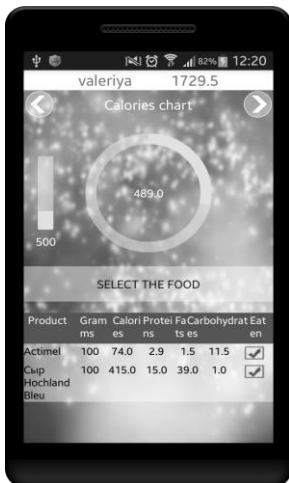 82% 12:20
valeriya 1729.5
Calories chart
489.0
500
SELECT THE FOOD
Product Gram Calori Protei Fa Carbohydrat Eat
ms es ns ts es en
Actimel 100 74.0 2.9 1.5 11.5
Сыр 100 415.0 15.0 39.0 1.0
Hochland
Bleu